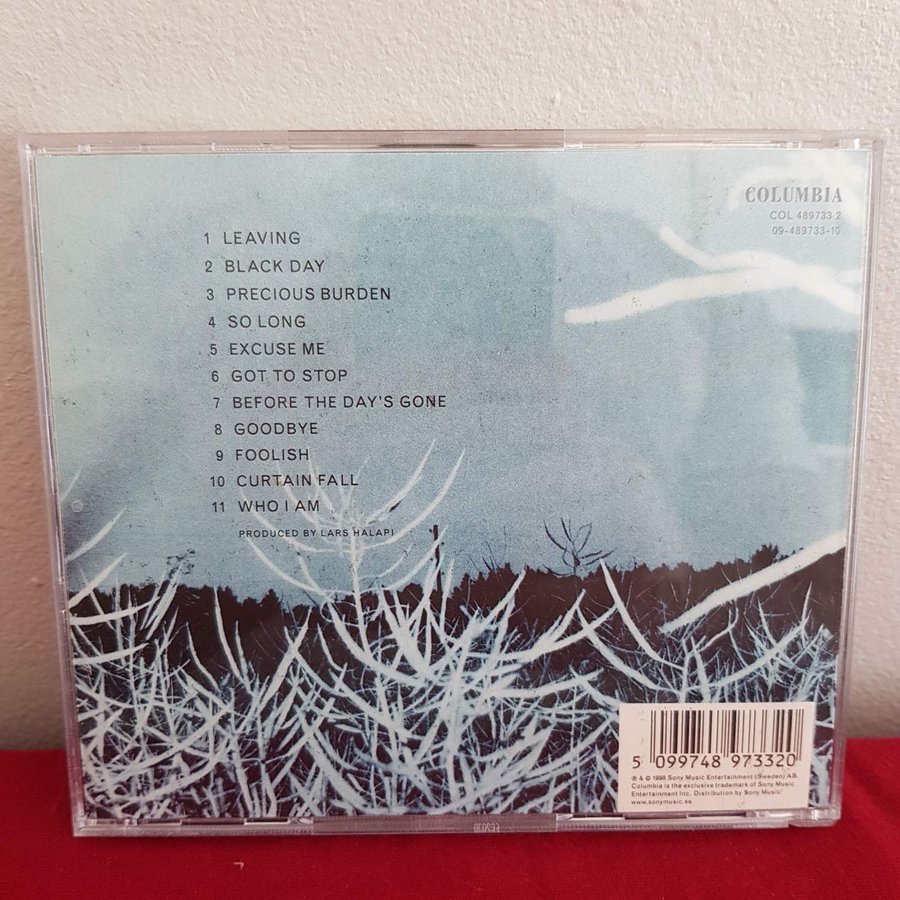 COLUMBIA
COL 489733 2
09-489733-10
1 LEAVING
2 BLACK DAY
3 PRECIOUS BURDEN
4 SO LONG
5 EXCUSE ME
6 GOT TO STOP
7 BEFORE THE DAY'S GONE
8 GOODBYE
9 FOOLISH
10 CURTAIN FALL
11 WHO I AM
PRODUCED BY LARS HALAPI
5 099748 973320
℗ & © 1998 Sony Music Entertainment (Sweden) AB.
Columbia is the exclusive trademark of Sony Music
Entertainment Inc. Distribution by Sony Music/
www.sonymusic.se